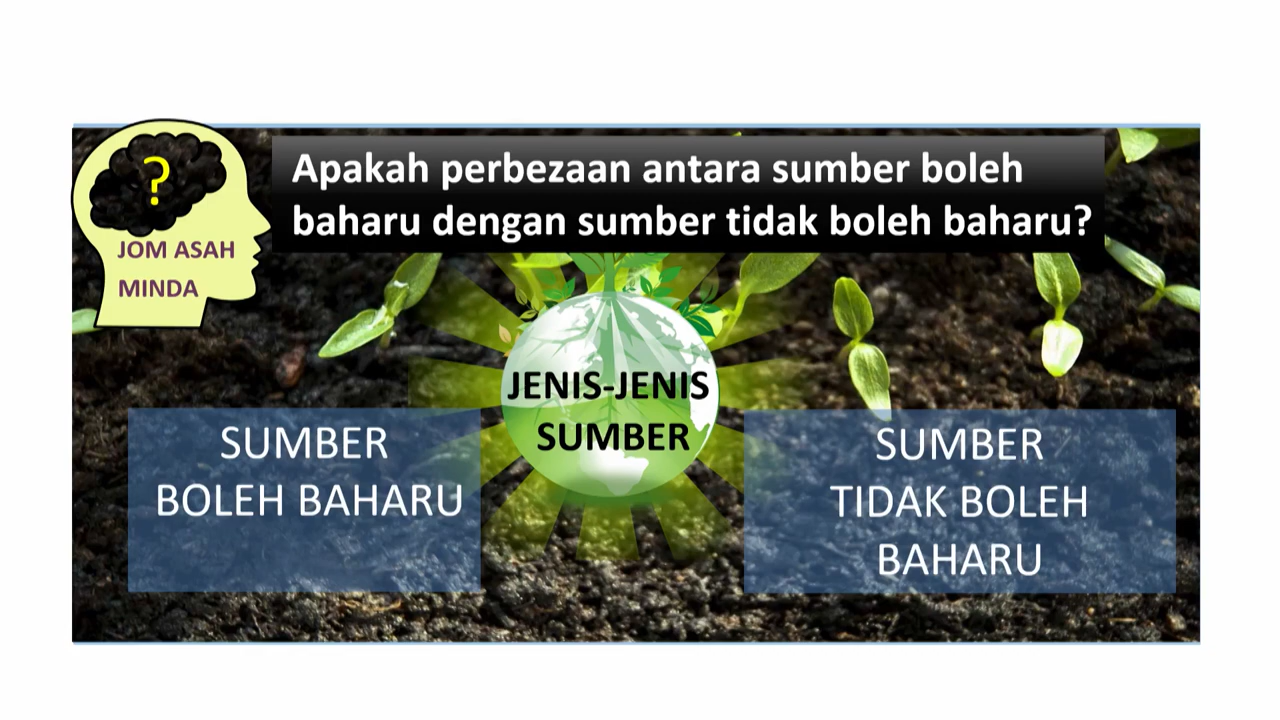 ?
JOM ASAH
MINDA
Apakah perbezaan antara sumber boleh
baharu dengan sumber tidak boleh baharu?
JENIS-JENIS
SUMBER
SUMBER
BOLEH BAHARU
SUMBER
TIDAK BOLEH
BAHARU